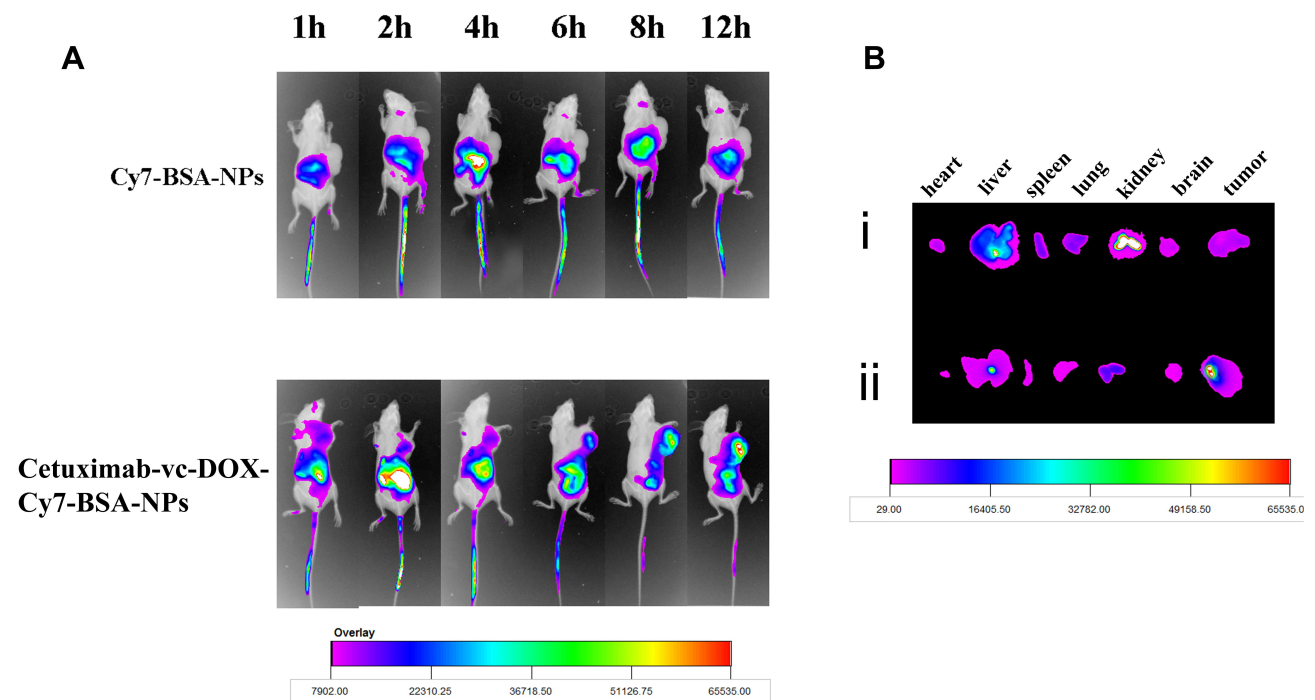 A
1h 2h 4h 6h 8h 12h
Cy7-BSA-NPs
Cetuximab-vc-DOX-
Cy7-BSA-NPs
Overlay
7902.00 22310.25 36718.50 51126.75 65535.00
B
heart liver spleen lung kidney brain tumor
i
ii
29.00 16405.50 32782.00 49158.50 65535.0